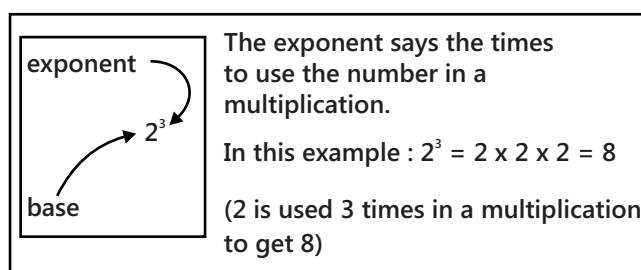 exponent
2³
base
The exponent says the times
to use the number in a
multiplication.
In this example : 2³ = 2 x 2 x 2 = 8
(2 is used 3 times in a multiplication
to get 8)